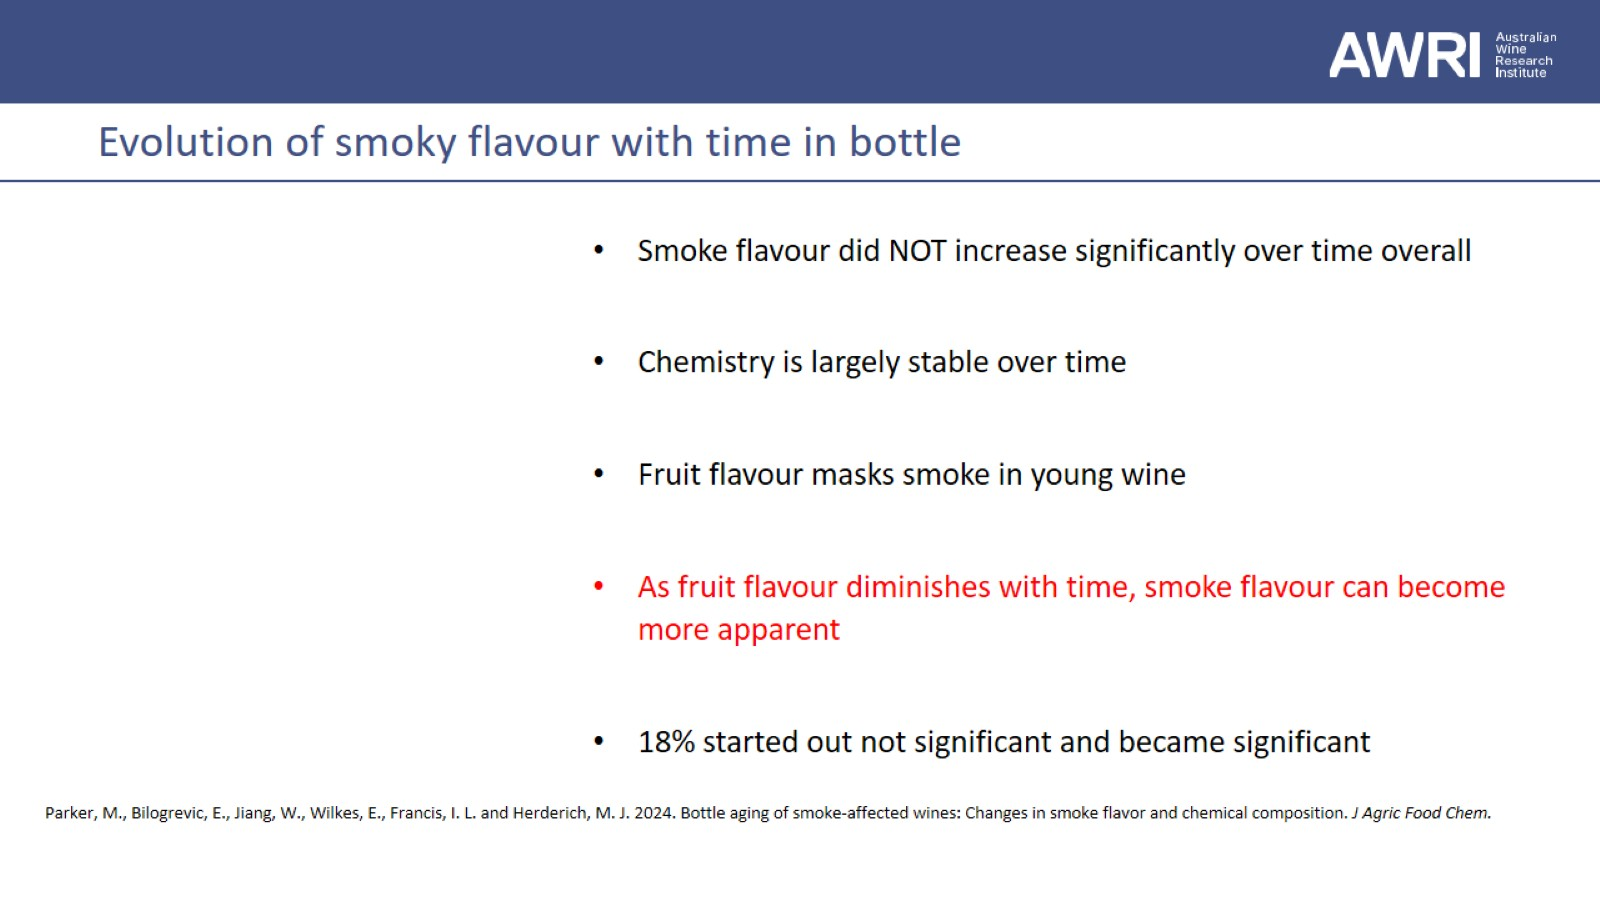 AWRI
Australian
Wine
Research
Institute
Evolution of smoky flavour with time in bottle
• Smoke flavour did NOT increase significantly over time overall
• Chemistry is largely stable over time
• Fruit flavour masks smoke in young wine
• As fruit flavour diminishes with time, smoke flavour can become
more apparent
• 18% started out not significant and became significant
Parker, M., Bilogrevic, E., Jiang, W., Wilkes, E., Francis, I. L. and Herderich, M. J. 2024. Bottle aging of smoke-affected wines: Changes in smoke flavor and chemical composition. J Agric Food Chem.